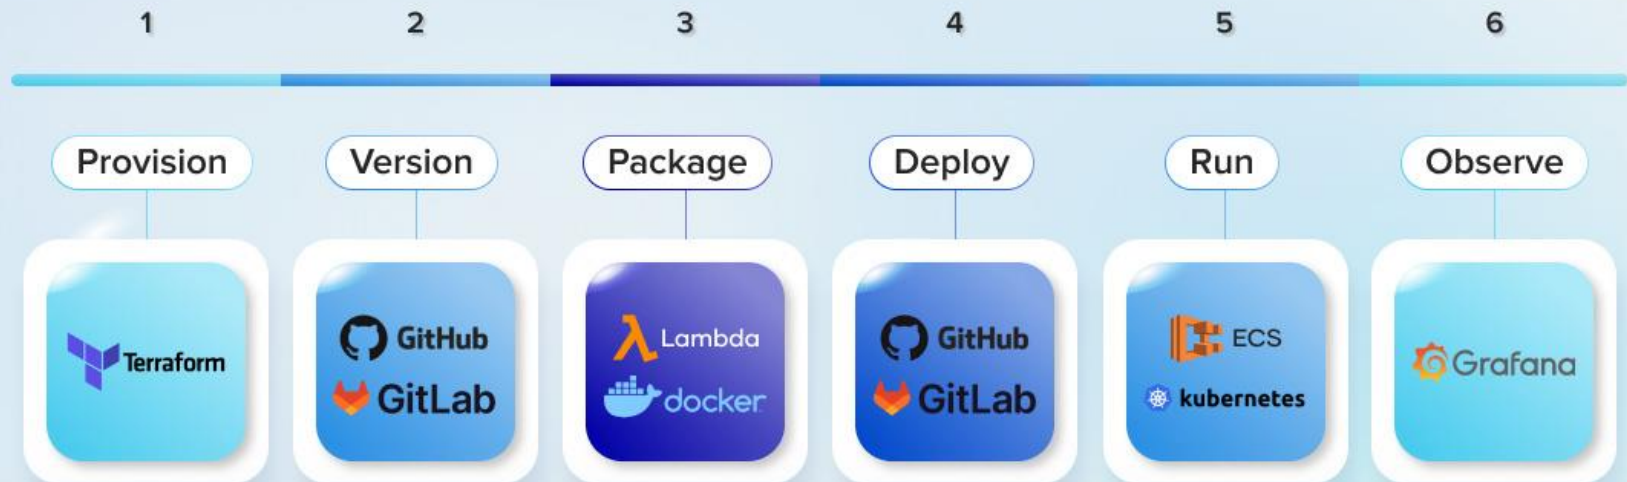 1
2
3
4
5
6
Provision
Version
Package
Deploy
Run
Observe
Terraform
GitHub
GitLab
Lambda
docker
GitHub
GitLab
ECS
kubernetes
Grafana